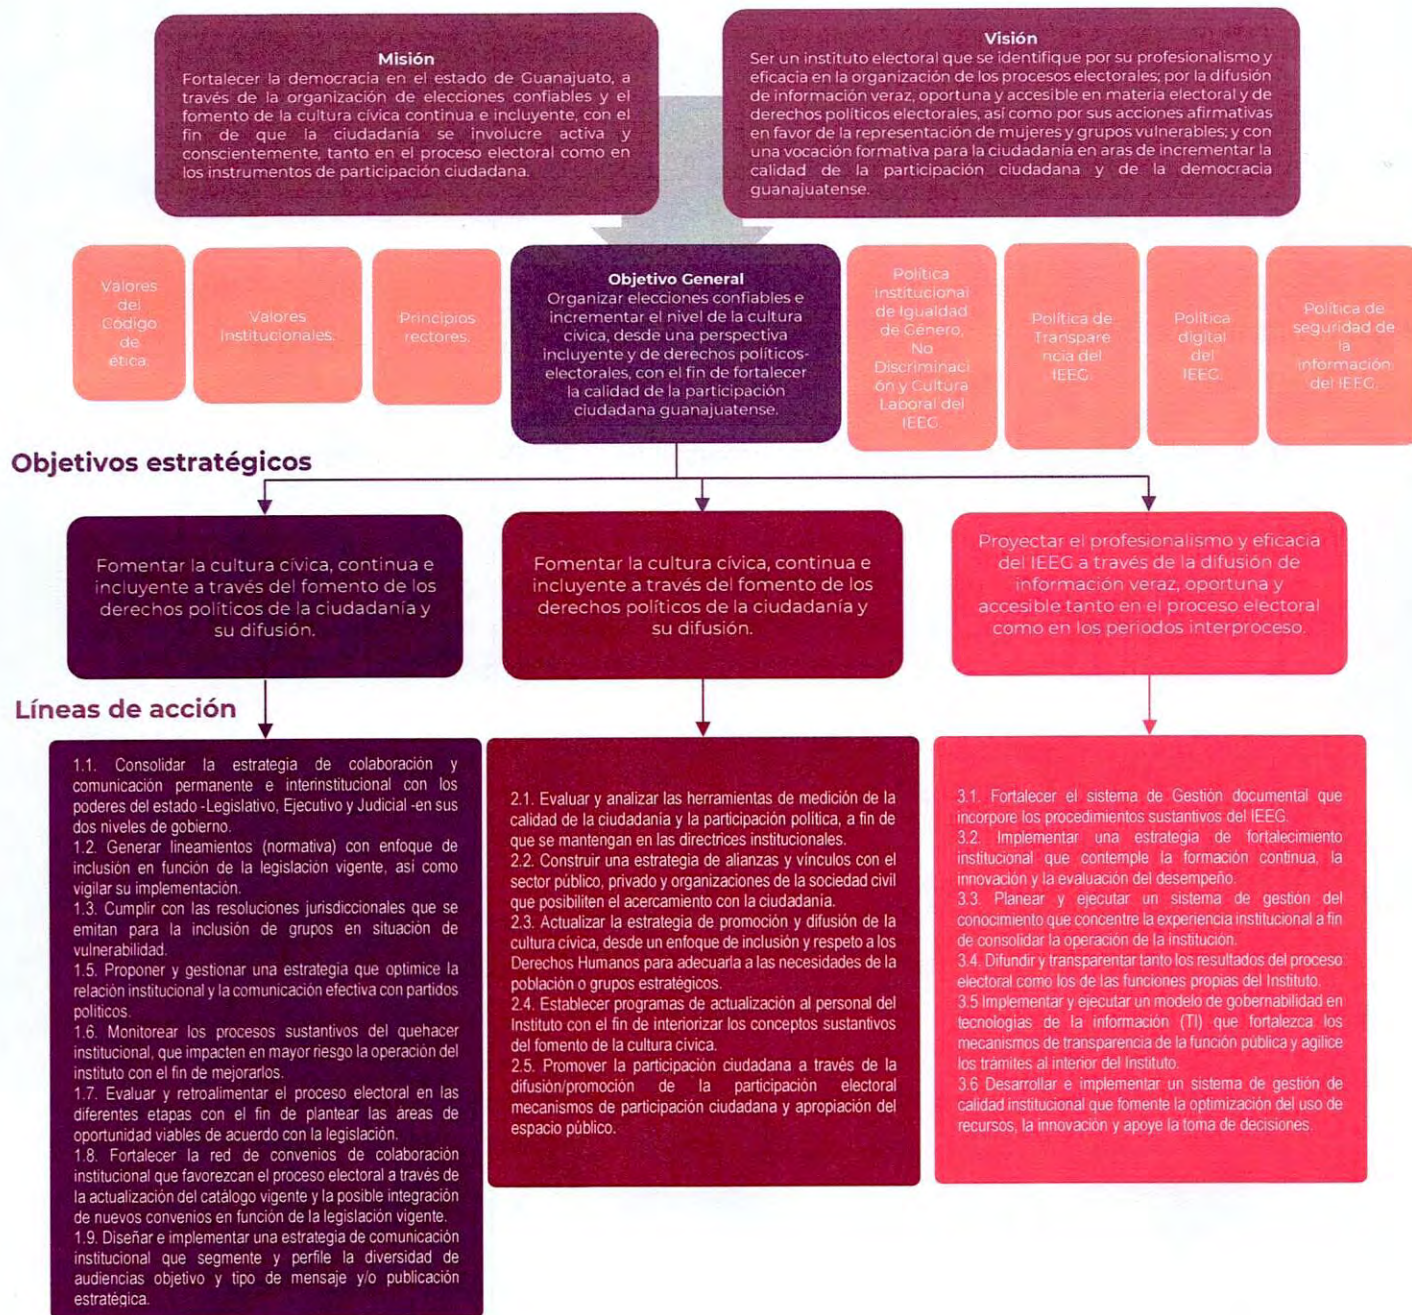 Misión
Fortalecer la democracia en el estado de Guanajuato, a
través de la organización de elecciones confiables y el
fomento de la cultura cívica continua e incluyente, con el
fin de que la ciudadanía se involucre activa y
conscientemente, tanto en el proceso electoral como en
los instrumentos de participación ciudadana.
Visión
Ser un instituto electoral que se identifique por su profesionalismo y
eficacia en la organización de los procesos electorales; por la difusión
de información veraz, oportuna y accesible en materia electoral y de
derechos políticos electorales, así como por sus acciones afirmativas
en favor de la representación de mujeres y grupos vulnerables; y con
una vocación formativa para la ciudadanía en aras de incrementar la
calidad de la participación ciudadana y de la democracia
guanajuatense.
Valores
del
Código
de
ética.
Valores
Institucionales.
Principios
rectores.
Objetivo General
Organizar elecciones confiables e
incrementar el nivel de la cultura
cívica, desde una perspectiva
incluyente y de derechos políticos-
electorales, con el fin de fortalecer
la calidad de la participación
ciudadana guanajuatense.
Política
Institucional
de Igualdad
de Género,
No
Discriminaci
ón y Cultura
Laboral del
IEEG.
Política de
Transpare
ncia del
IEEG.
Política
digital
del
IEEG.
Política de
seguridad de
la
información
del IEEG.
Objetivos estratégicos
Fomentar la cultura cívica, continua e
incluyente a través del fomento de los
derechos políticos de la ciudadanía y
su difusión.
Fomentar la cultura cívica, continua e
incluyente a través del fomento de los
derechos políticos de la ciudadanía y
su difusión.
Proyectar el profesionalismo y eficacia
del IEEG a través de la difusión de
información veraz, oportuna y
accesible tanto en el proceso electoral
como en los periodos interproceso.
Líneas de acción
1.1. Consolidar la estrategia de colaboración y
comunicación permanente e interinstitucional con los
poderes del estado -Legislativo, Ejecutivo y Judicial -en sus
dos niveles de gobierno.
1.2. Generar lineamientos (normativa) con enfoque de
inclusión en función de la legislación vigente, así como
vigilar su implementación.
1.3. Cumplir con las resoluciones jurisdiccionales que se
emitan para la inclusión de grupos en situación de
vulnerabilidad.
1.5. Proponer y gestionar una estrategia que optimice la
relación institucional y la comunicación efectiva con partidos
políticos.
1.6. Monitorear los procesos sustantivos del quehacer
institucional, que impacten en mayor riesgo la operación del
instituto con el fin de mejorarlos.
1.7. Evaluar y retroalimentar el proceso electoral en las
diferentes etapas con el fin de plantear las áreas de
oportunidad viables de acuerdo con la legislación.
1.8. Fortalecer la red de convenios de colaboración
institucional que favorezcan el proceso electoral a través de
la actualización del catálogo vigente y la posible integración
de nuevos convenios en función de la legislación vigente.
1.9. Diseñar e implementar una estrategia de comunicación
institucional que segmente y perfile la diversidad de
audiencias objetivo y tipo de mensaje y/o publicación
estratégica.
2.1. Evaluar y analizar las herramientas de medición de la
calidad de la ciudadanía y la participación política, a fin de
que se mantengan en las directrices institucionales.
2.2. Construir una estrategia de alianzas y vínculos con el
sector público, privado y organizaciones de la sociedad civil
que posibiliten el acercamiento con la ciudadanía.
2.3. Actualizar la estrategia de promoción y difusión de la
cultura cívica, desde un enfoque de inclusión y respeto a los
Derechos Humanos para adecuarla a las necesidades de la
población o grupos estratégicos.
2.4. Establecer programas de actualización al personal del
Instituto con el fin de interiorizar los conceptos sustantivos
del fomento de la cultura cívica.
2.5. Promover la participación ciudadana a través de la
difusión/promoción de la participación electoral
mecanismos de participación ciudadana y apropiación del
espacio público.
3.1. Fortalecer el sistema de Gestión documental que
incorpore los procedimientos sustantivos del IEEG.
3.2. Implementar una estrategia de fortalecimiento
institucional que contemple la formación continua, la
innovación y la evaluación del desempeño.
3.3. Planear y ejecutar un sistema de gestión del
conocimiento que concentre la experiencia institucional a fin
de consolidar la operación de la institución.
3.4. Difundir y transparentar tanto los resultados del proceso
electoral como los de las funciones propias del Instituto.
3.5 Implementar y ejecutar un modelo de gobernabilidad en
tecnologías de la información (TI) que fortalezca los
mecanismos de transparencia de la función pública y agilice
los trámites al interior del Instituto.
3.6 Desarrollar e implementar un sistema de gestión de
calidad institucional que fomente la optimización del uso de
recursos, la innovación y apoye la toma de decisiones.